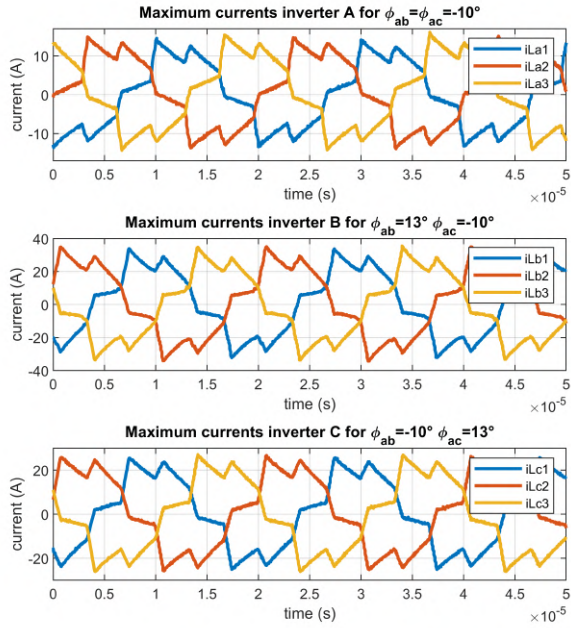 Maximum currents inverter A for ϕab=ϕac=-10°
10
0
-10
current (A)
iLa1
iLa2
iLa3
0 0.5 1 1.5 2 2.5 3 3.5 4 4.5 5
time (s)
×10-5
Maximum currents inverter B for ϕab=13° ϕac=-10°
40
20
0
-20
-40
current (A)
iLb1
iLb2
iLb3
0 0.5 1 1.5 2 2.5 3 3.5 4 4.5 5
time (s)
×10-5
Maximum currents inverter C for ϕab=-10° ϕac=13°
20
0
-20
current (A)
iLc1
iLc2
iLc3
0 0.5 1 1.5 2 2.5 3 3.5 4 4.5 5
time (s)
×10-5